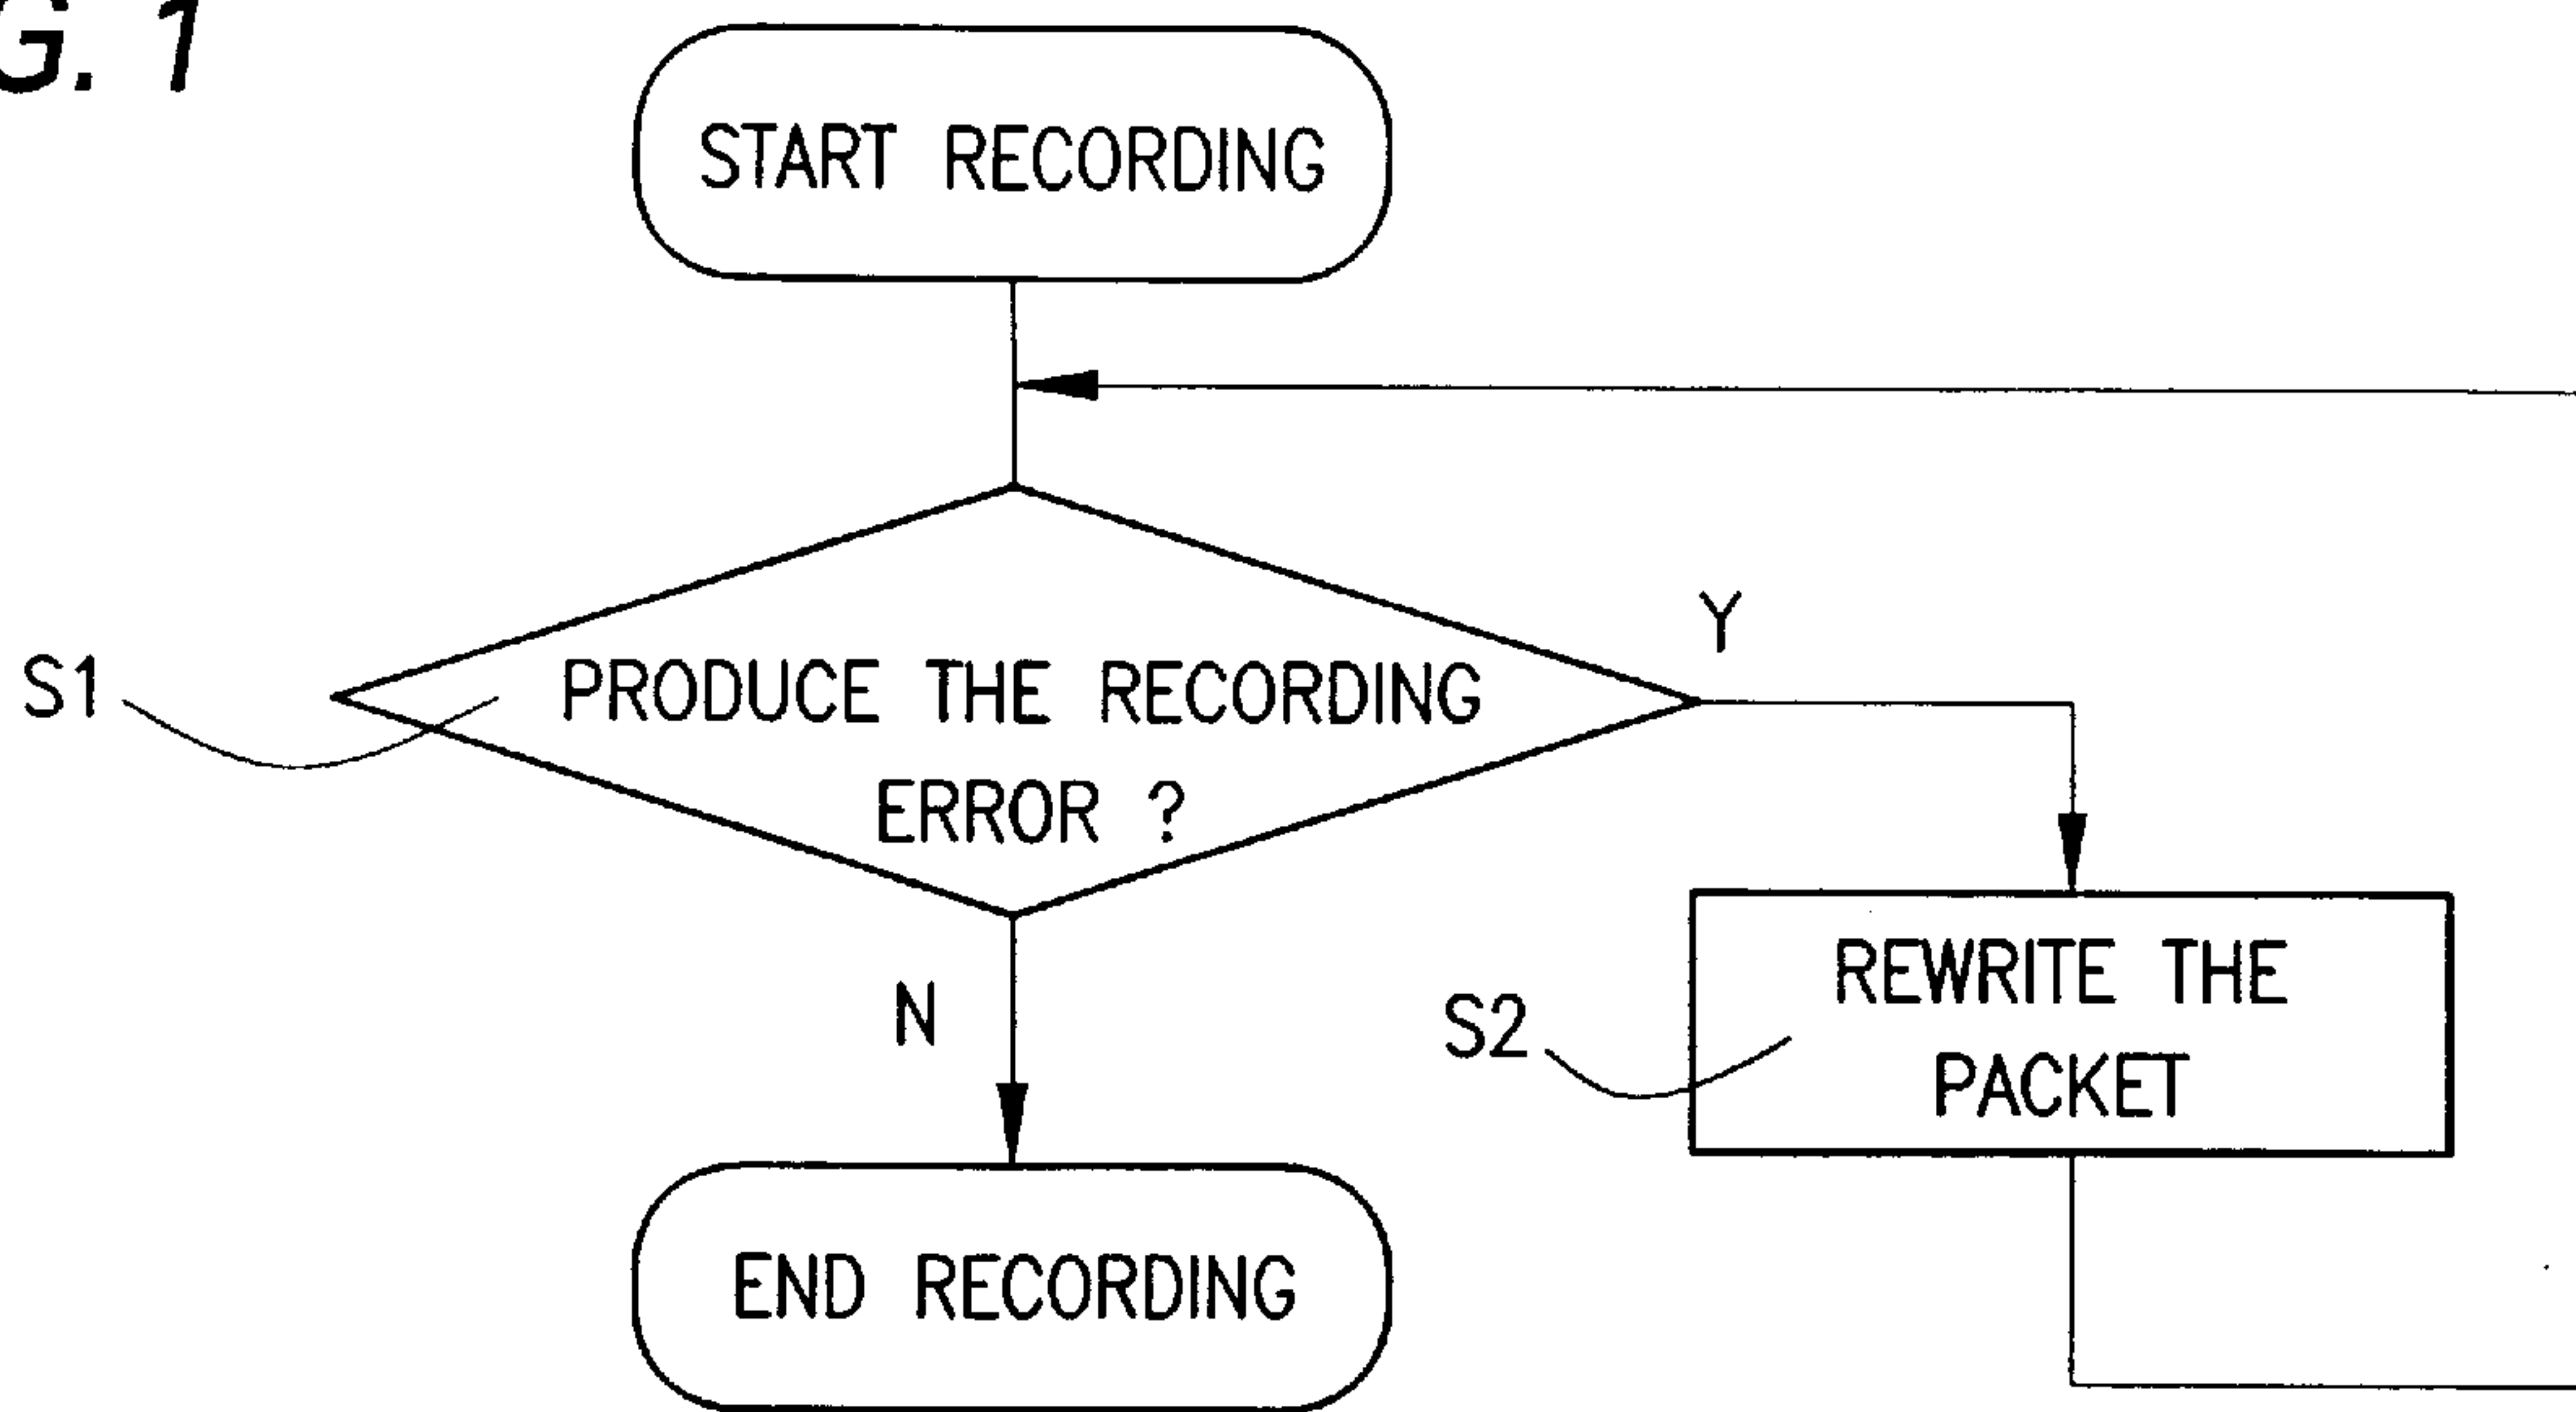 G. 1
START RECORDING
Y
S1
PRODUCE THE RECORDING
ERROR ?
N
S2
REWRITE THE
PACKET
END RECORDING